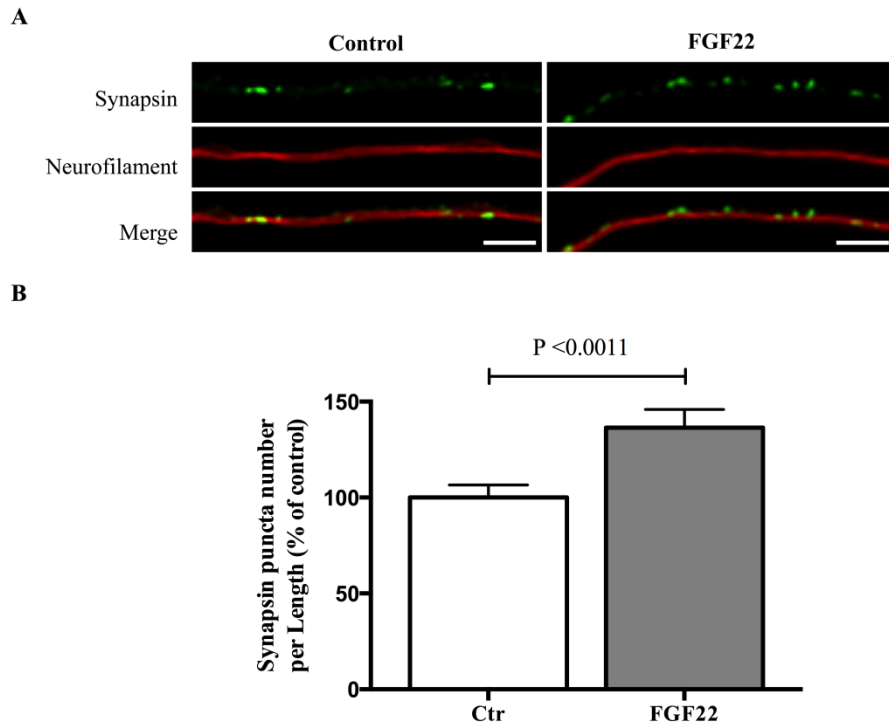 A
Control
FGF22
Synapsin
Neurofilament
Merge
B
P <0.0011
Synapsin puncta number
per Length (% of control)
150
100
50
0
Ctr
FGF22